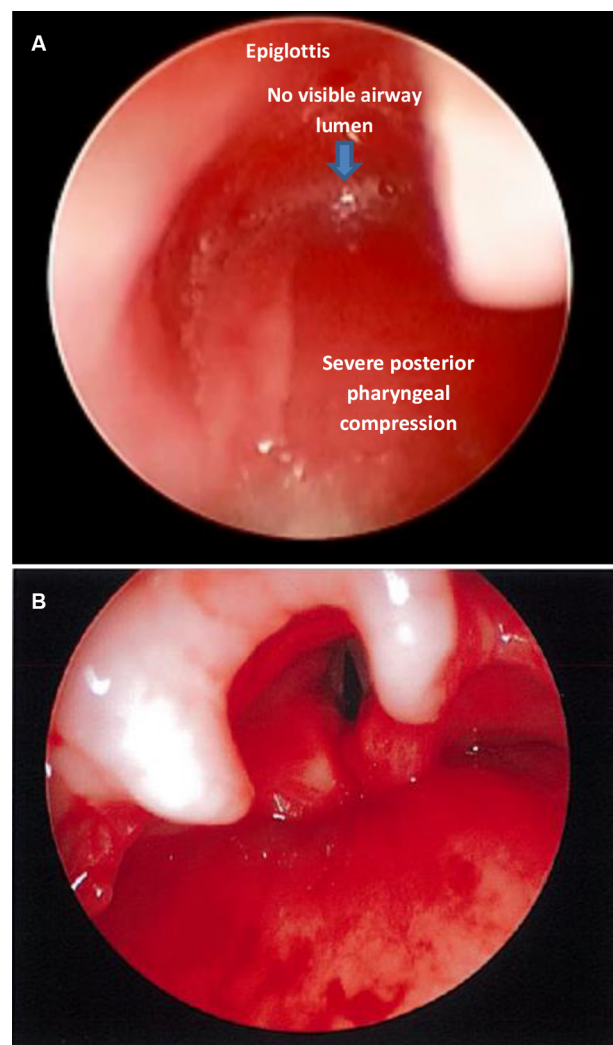 A
Epiglottis
No visible airway
lumen
Severe posterior
pharyngeal
compression
B